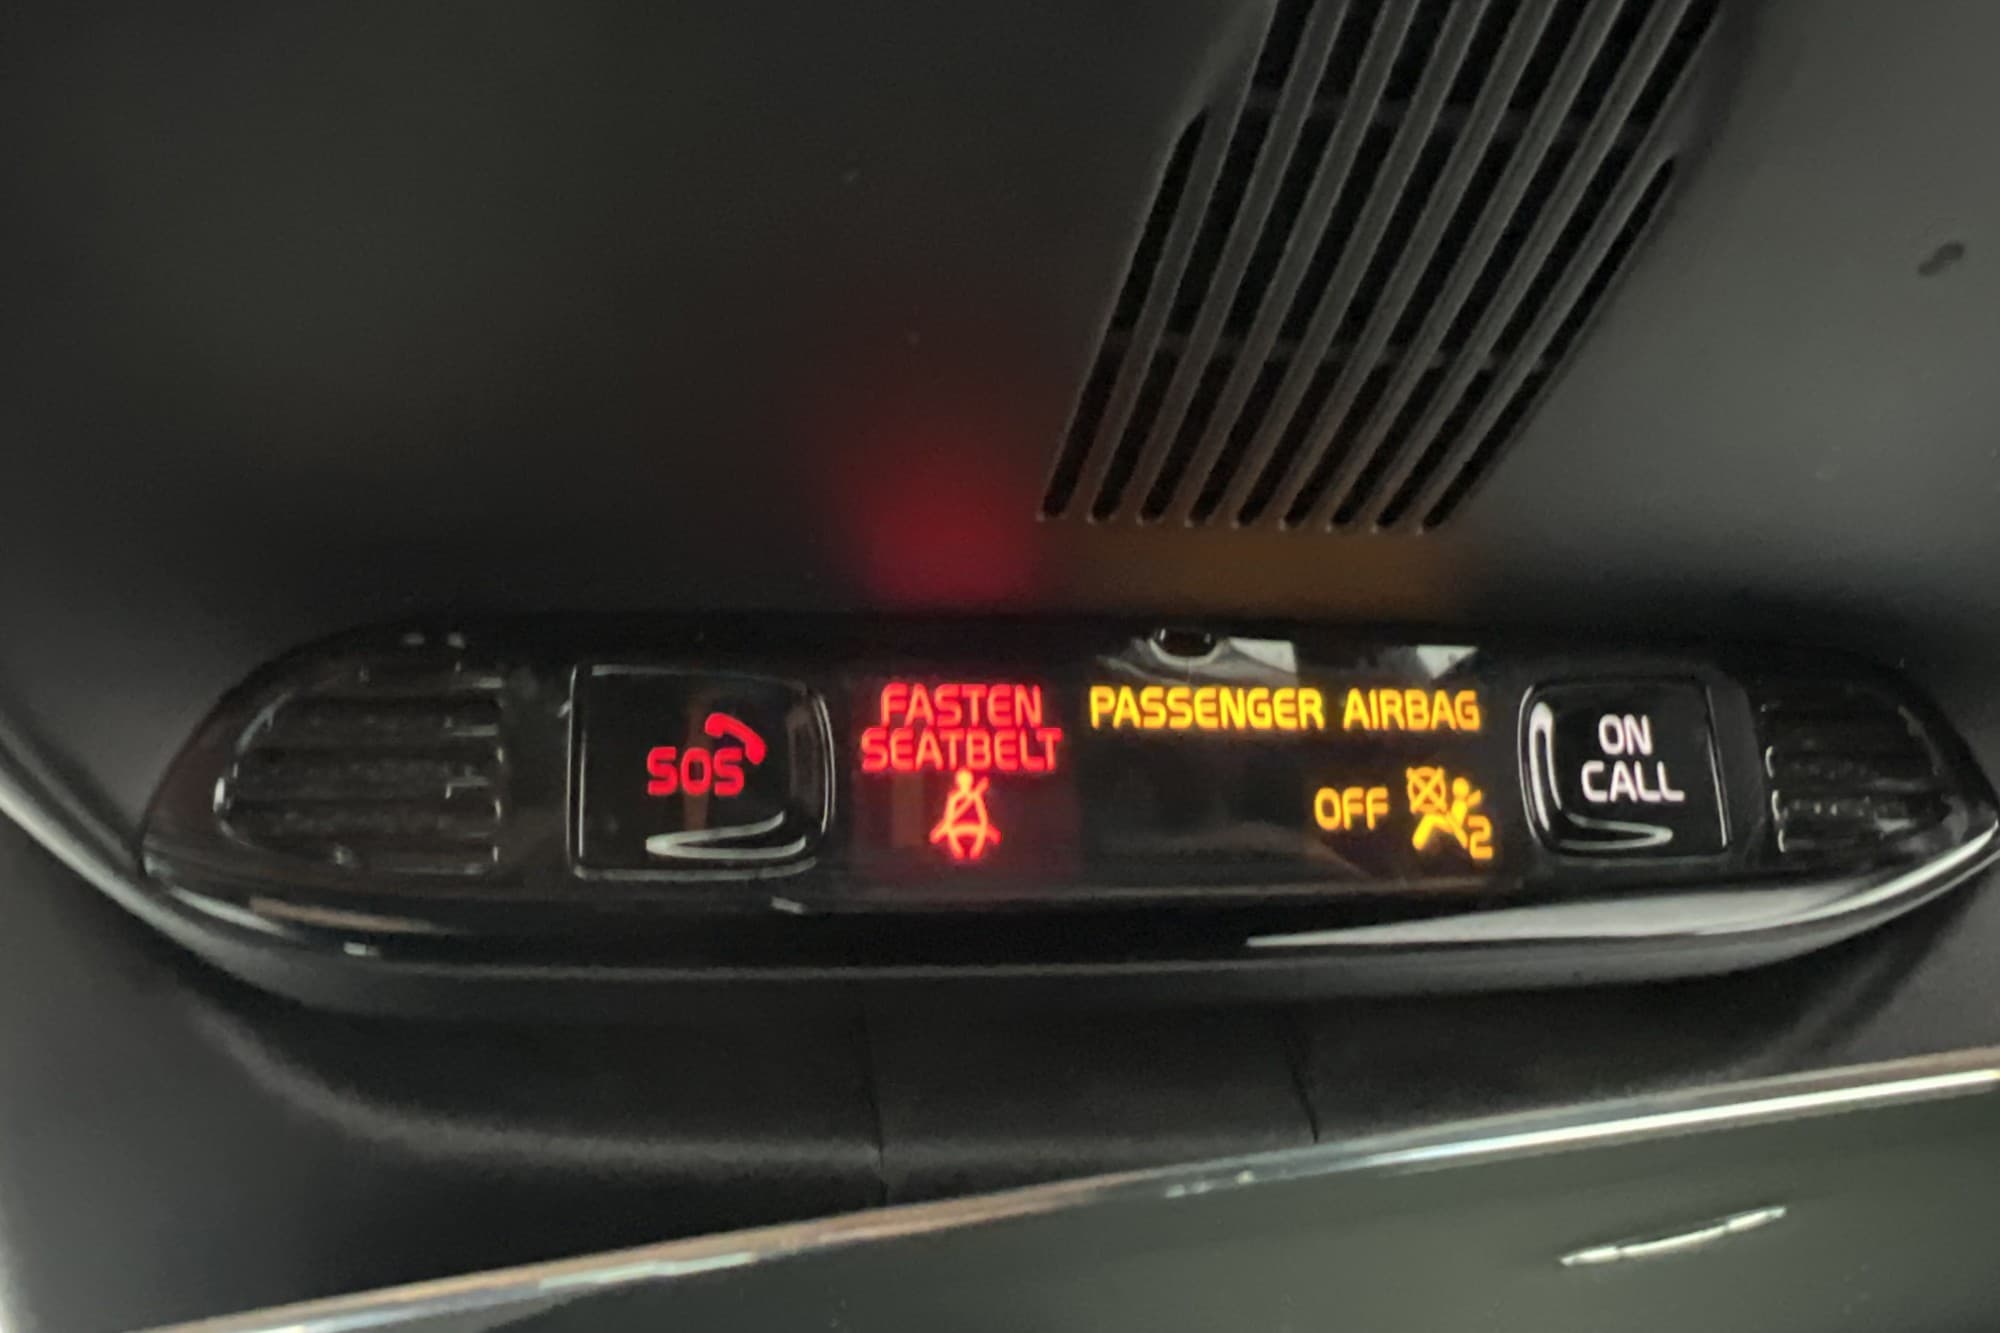 SOS
FASTEN
SEATBELT
PASSENGER AIRBAG
OFF 2
ON
CALL